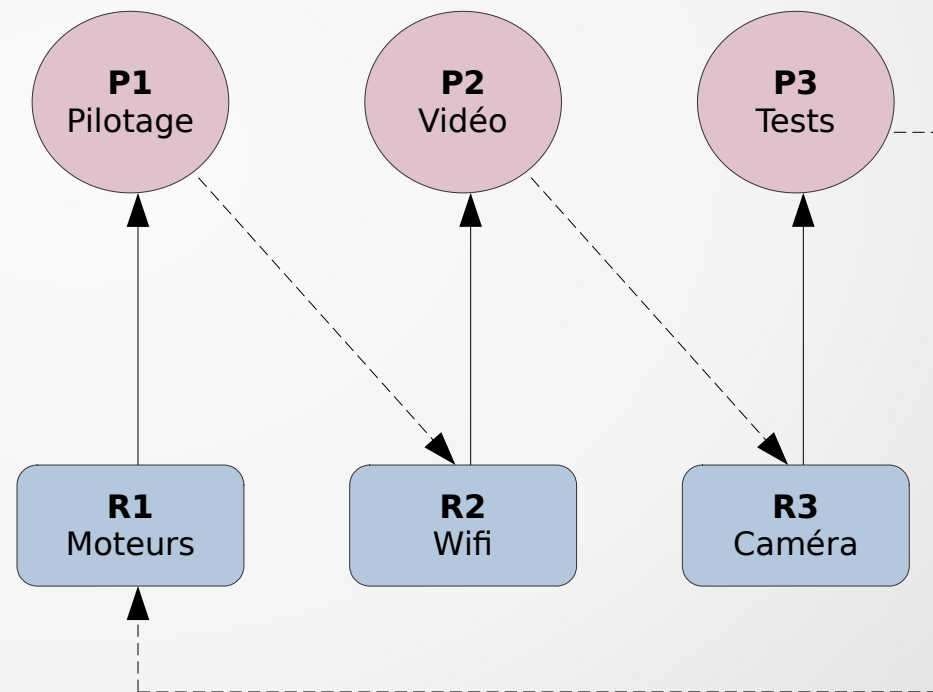 P1
Pilotage
P2
Vidéo
P3
Tests
R1
Moteurs
R2
Wifi
R3
Caméra